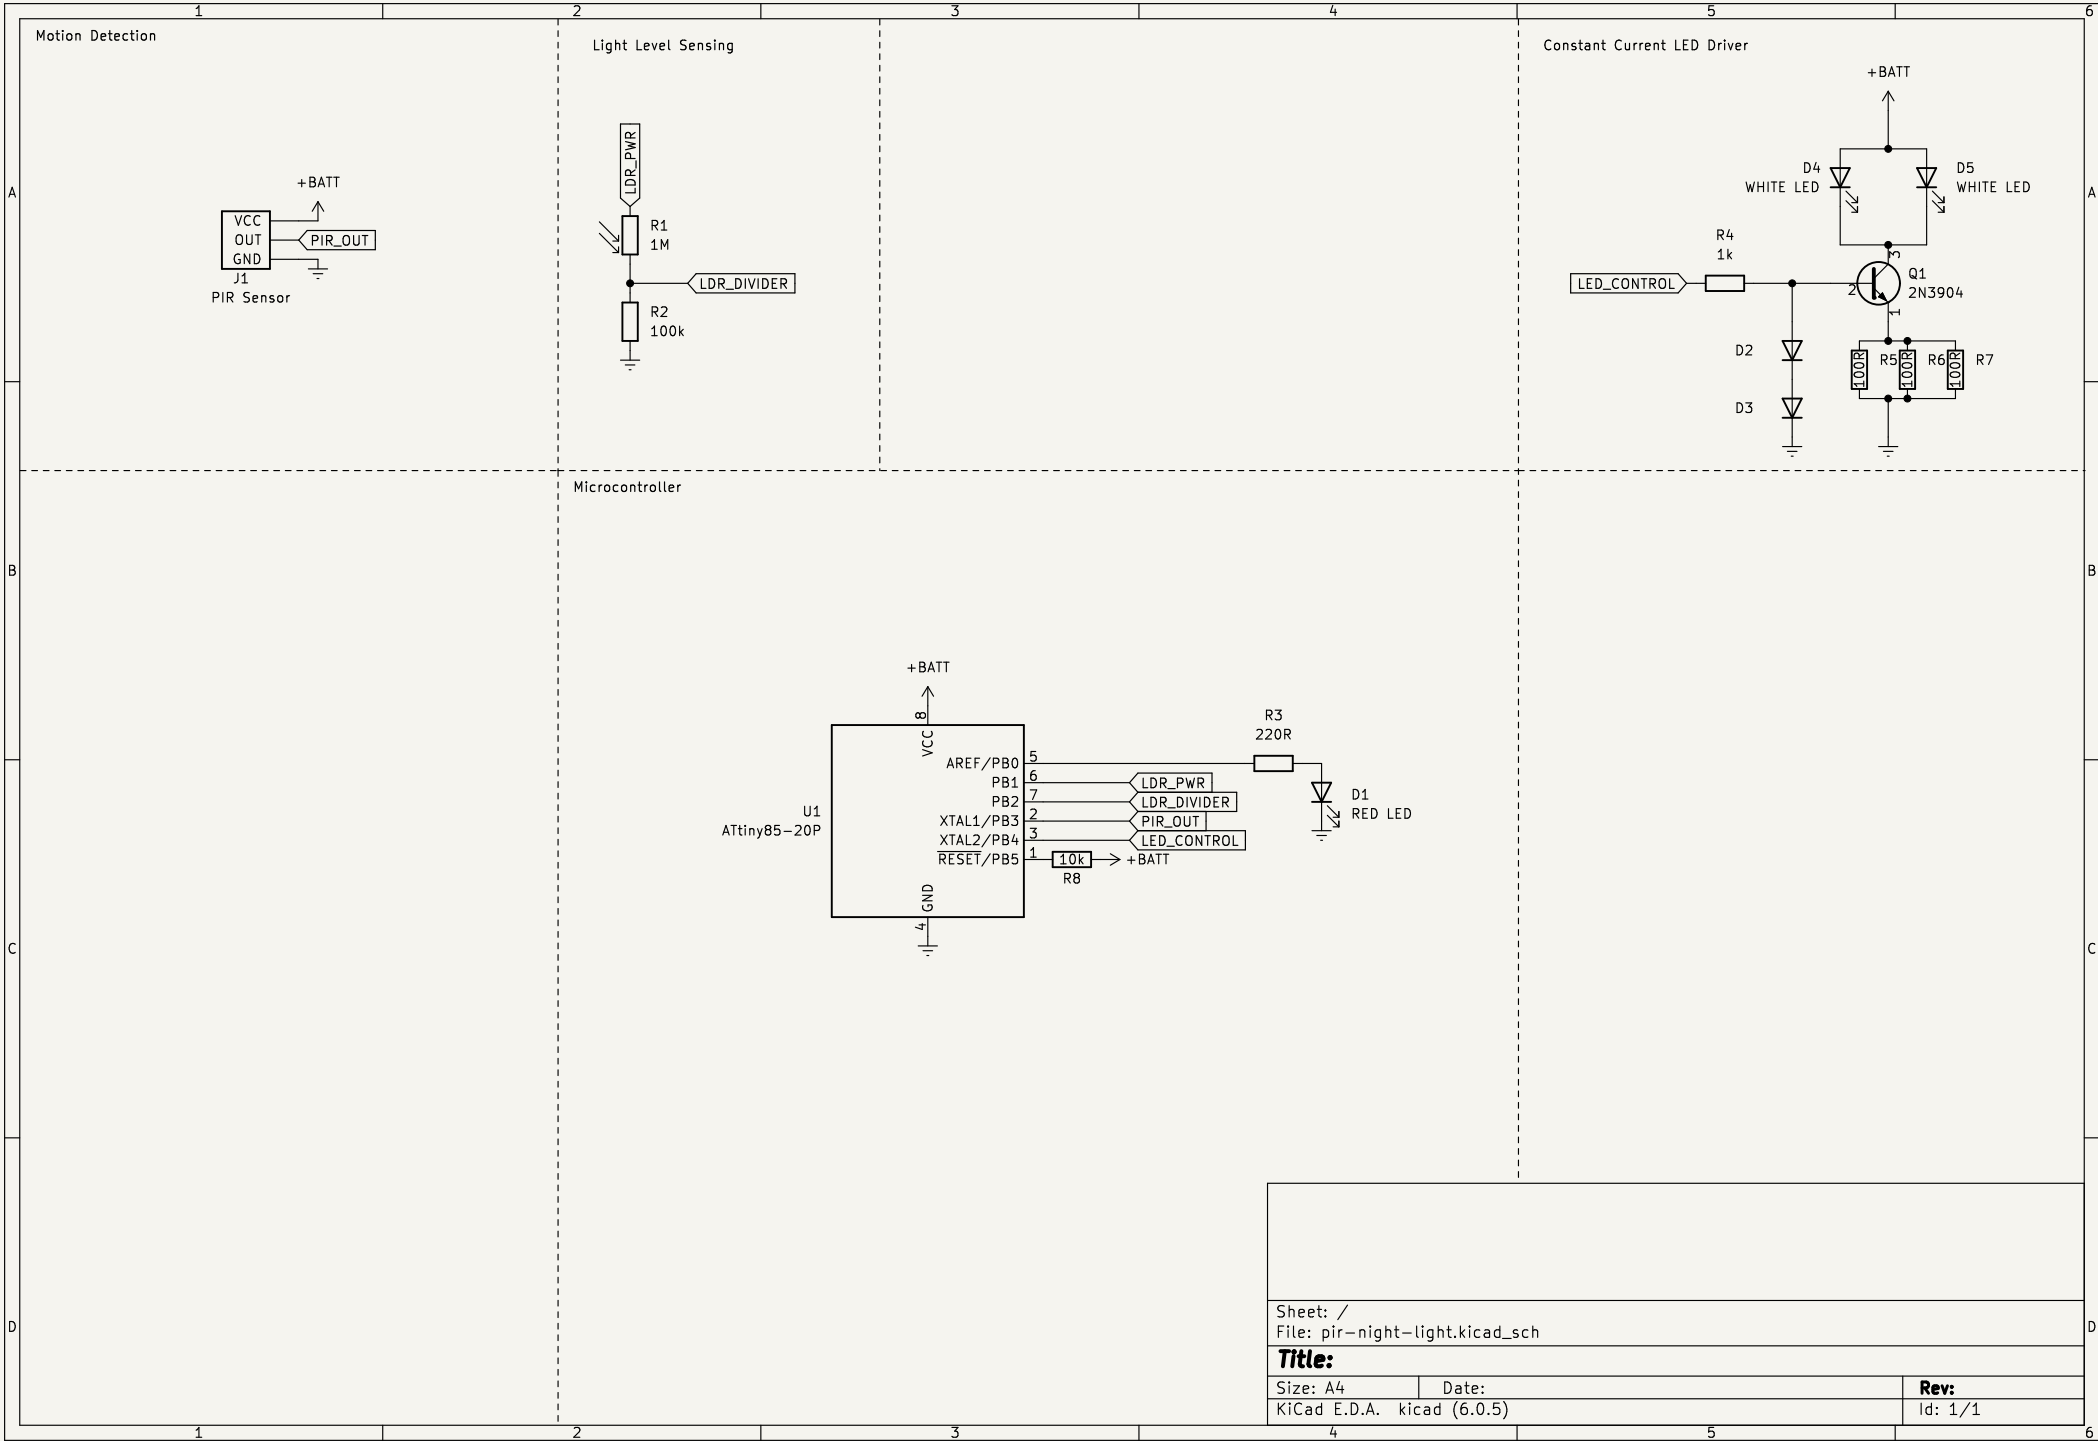 1 2 3 4 5 6
Motion Detection
Light Level Sensing
Constant Current LED Driver
A
A
+BATT
VCC
OUT
GND
PIR_OUT
J1
PIR Sensor
LDR_PWR
R1
1M
LDR_DIVIDER
R2
100k
+BATT
D4
WHITE LED
D5
WHITE LED
R4
1k
LED_CONTROL
3
2
1
Q1
2N3904
D2
D3
100R
R5
100R
R6
100R
R7
Microcontroller
B
B
+BATT
8
VCC
U1
ATtiny85-20P
AREF/PB0
PB1
PB2
XTAL1/PB3
XTAL2/PB4
RESET/PB5
GND
4
5
6
7
2
3
1
LDR_PWR
LDR_DIVIDER
PIR_OUT
LED_CONTROL
10k
+BATT
R8
R3
220R
D1
RED LED
C
C
D
D
Sheet: /
File: pir-night-light.kicad_sch
Title:
Size: A4 Date: Rev:
KiCad E.D.A. kicad (6.0.5) Id: 1/1
1 2 3 4 5 6